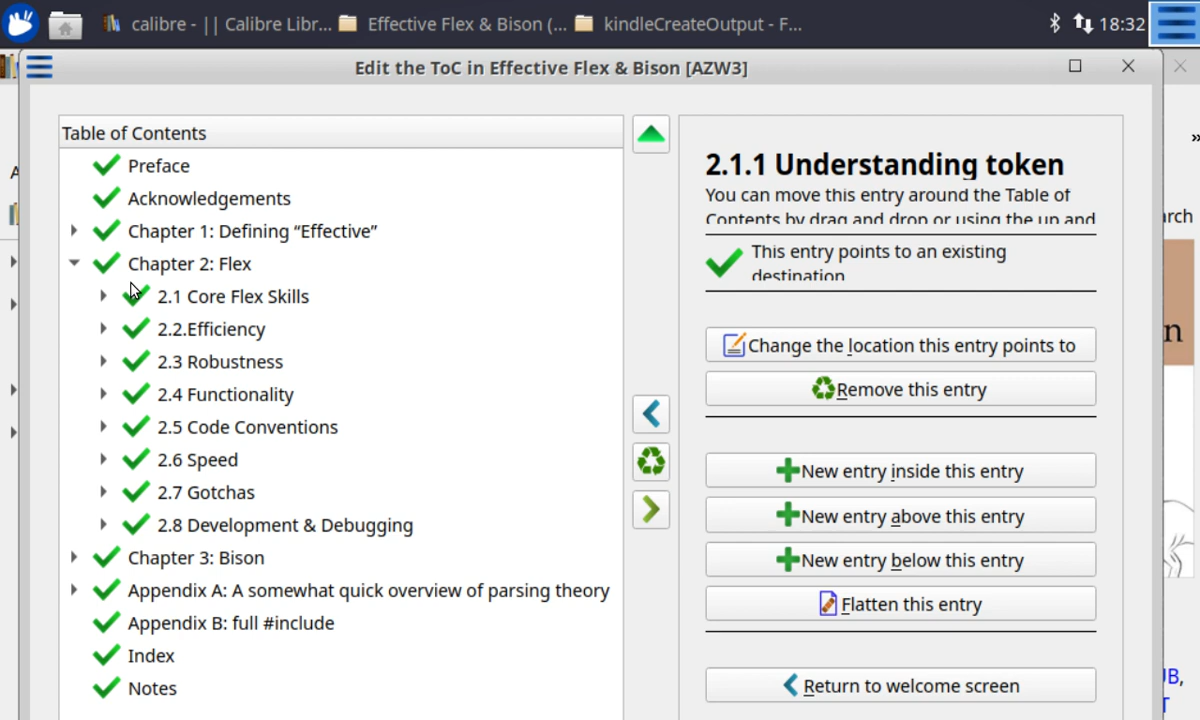 calibre - || Calibre Libr... Effective Flex & Bison (... kindleCreateOutput - F... 18:32
Edit the ToC in Effective Flex & Bison [AZW3]
Table of Contents
Preface
Acknowledgements
Chapter 1: Defining “Effective”
Chapter 2: Flex
2.1 Core Flex Skills
2.2.Efficiency
2.3 Robustness
2.4 Functionality
2.5 Code Conventions
2.6 Speed
2.7 Gotchas
2.8 Development & Debugging
Chapter 3: Bison
Appendix A: A somewhat quick overview of parsing theory
Appendix B: full #include
Index
Notes
2.1.1 Understanding token
You can move this entry around the Table of
Contents by drag and drop or using the up and
This entry points to an existing
destination
Change the location this entry points to
Remove this entry
New entry inside this entry
New entry above this entry
New entry below this entry
Flatten this entry
Return to welcome screen